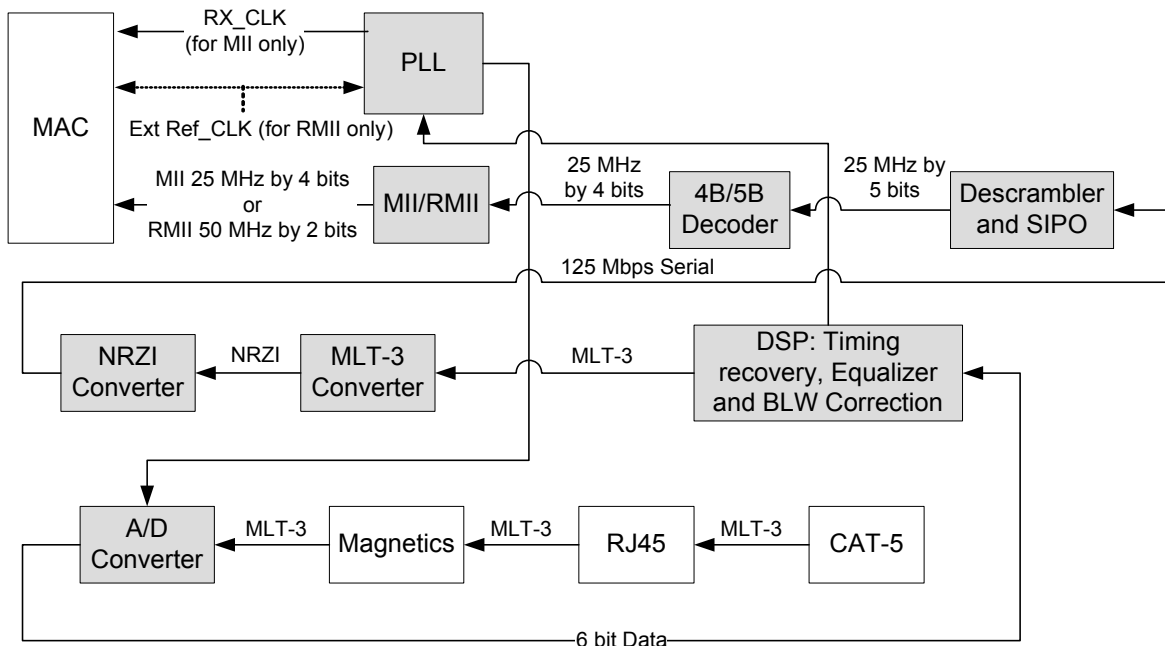 RX_CLK
(for MII only)
PLL
MAC
Ext Ref_CLK (for RMII only)
MII 25 MHz by 4 bits
or
RMII 50 MHz by 2 bits
MII/RMII
25 MHz
by 4 bits
4B/5B
Decoder
25 MHz by
5 bits
Descrambler
and SIPO
125 Mbps Serial
NRZI
Converter
NRZI
MLT-3
Converter
MLT-3
DSP: Timing
recovery, Equalizer
and BLW Correction
A/D
Converter
MLT-3
Magnetics
MLT-3
RJ45
MLT-3
CAT-5
6 bit Data